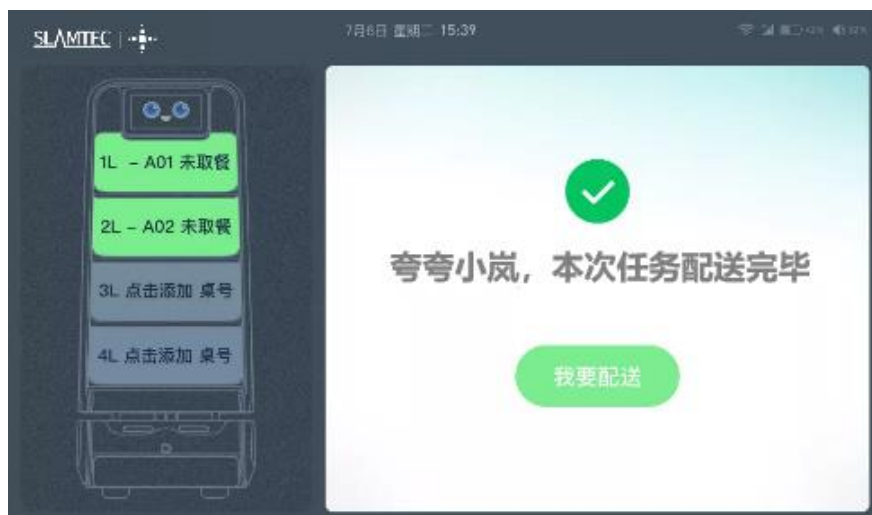 SLAMTEC
7月6日 星期二 15:39
1L - A01 未取餐
2L - A02 未取餐
3L 点击添加 桌号
4L 点击添加 桌号
夸夸小岚，本次任务配送完毕
我要配送